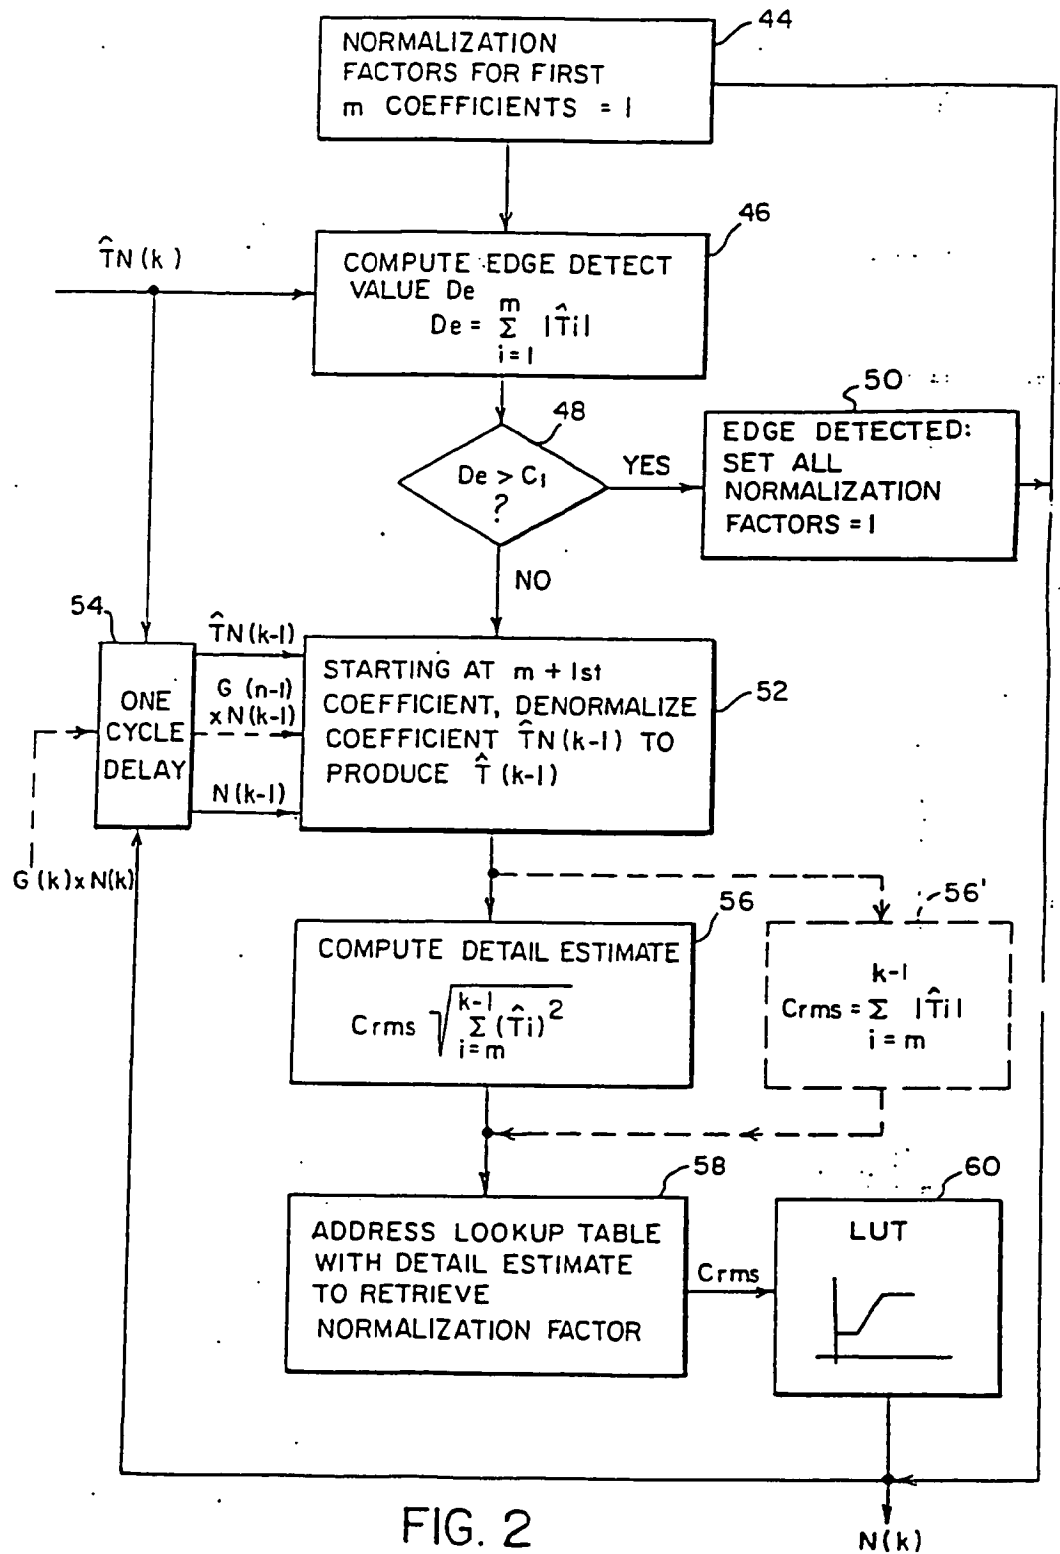 44
NORMALIZATION
FACTORS FOR FIRST
m COEFFICIENTS = 1
46
T̂N(k)
COMPUTE EDGE DETECT
VALUE De
De = Σ |T̂i|
m
i=1
48
De > C1
?
YES
NO
50
EDGE DETECTED:
SET ALL
NORMALIZATION
FACTORS = 1
54
ONE
CYCLE
DELAY
T̂N(k-1)
G (n-1)
xN(k-1)
N(k-1)
G (k) x N(k)
52
STARTING AT m + 1st
COEFFICIENT, DENORMALIZE
COEFFICIENT T̂N(k-1) TO
PRODUCE T̂ (k-1)
56
COMPUTE DETAIL ESTIMATE
Crms √ Σ (T̂i)²
k-1
i=m
56'
Crms = Σ |T̂i|
k-1
i=m
58
ADDRESS LOOKUP TABLE
WITH DETAIL ESTIMATE
TO RETRIEVE
NORMALIZATION FACTOR
Crms
60
LUT
N(k)
FIG. 2